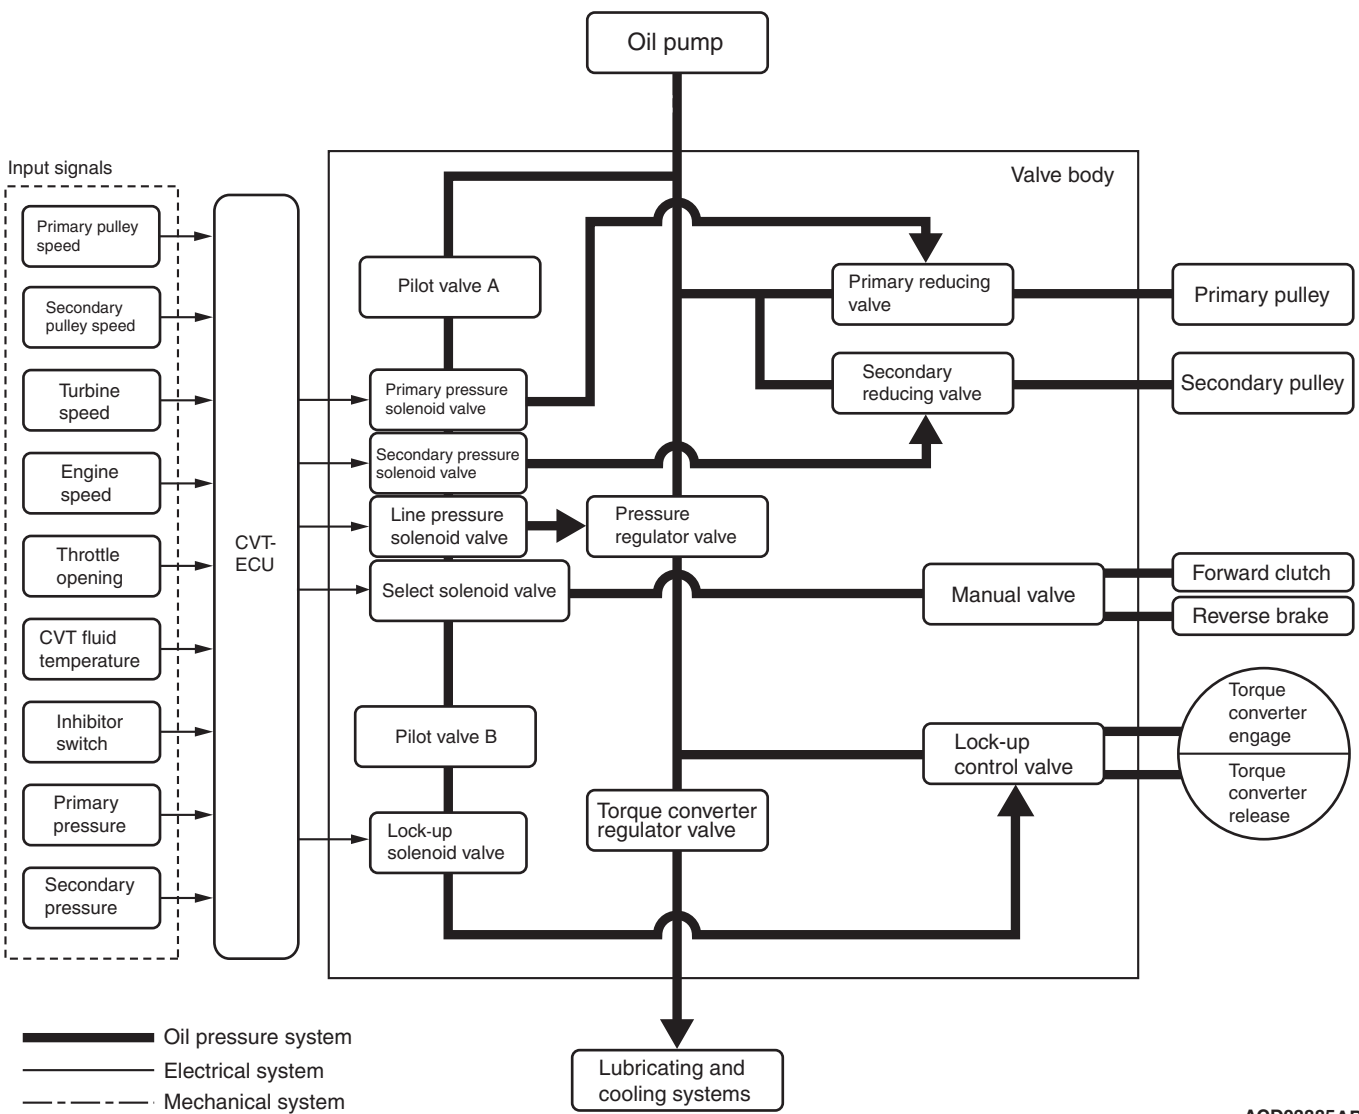 Oil pump
Input signals
Valve body
Primary pulley
speed
Secondary
pulley speed
Turbine
speed
Engine
speed
Throttle
opening
CVT fluid
temperature
Inhibitor
switch
Primary
pressure
Secondary
pressure
CVT-
ECU
Pilot valve A
Primary pressure
solenoid valve
Secondary pressure
solenoid valve
Line pressure
solenoid valve
Select solenoid valve
Pilot valve B
Lock-up
solenoid valve
Pressure
regulator valve
Torque converter
regulator valve
Primary reducing
valve
Secondary
reducing valve
Manual valve
Lock-up
control valve
Primary pulley
Secondary pulley
Forward clutch
Reverse brake
Torque
converter
engage
Torque
converter
release
Lubricating and
cooling systems
Oil pressure system
Electrical system
Mechanical system